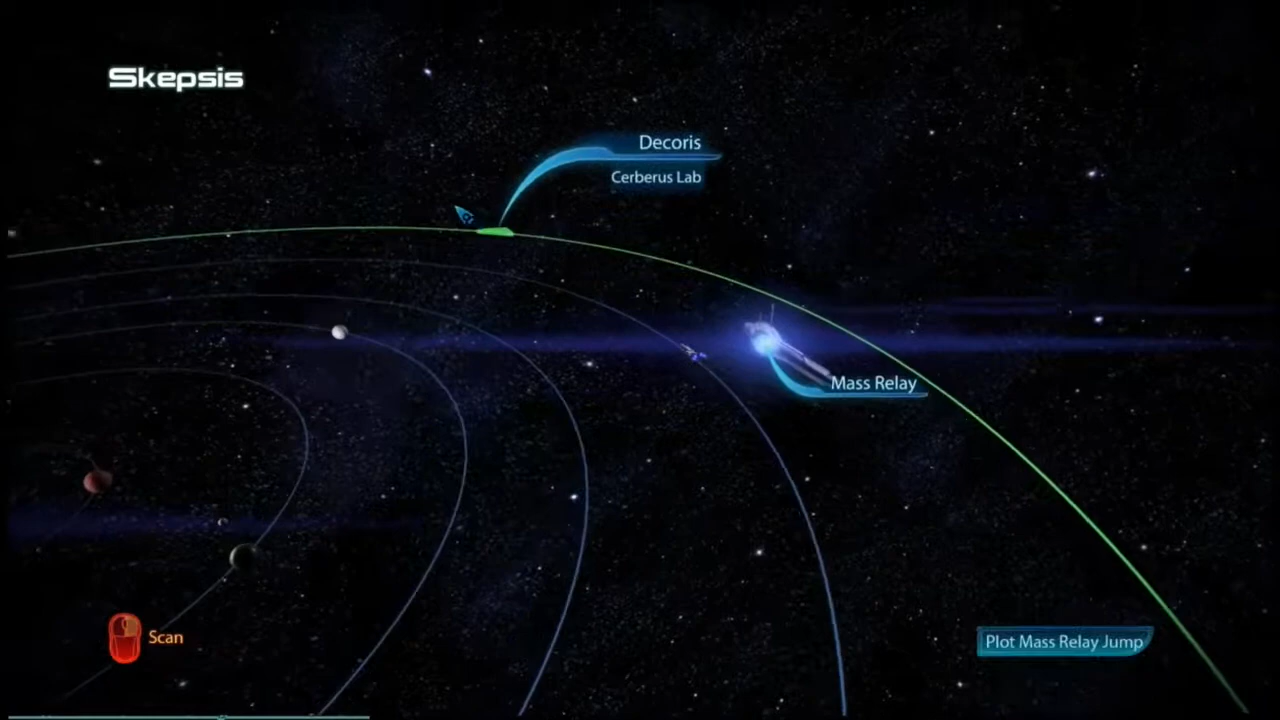 Skepsis
Decoris
Cerberus Lab
Mass Relay
Scan
Plot Mass Relay Jump